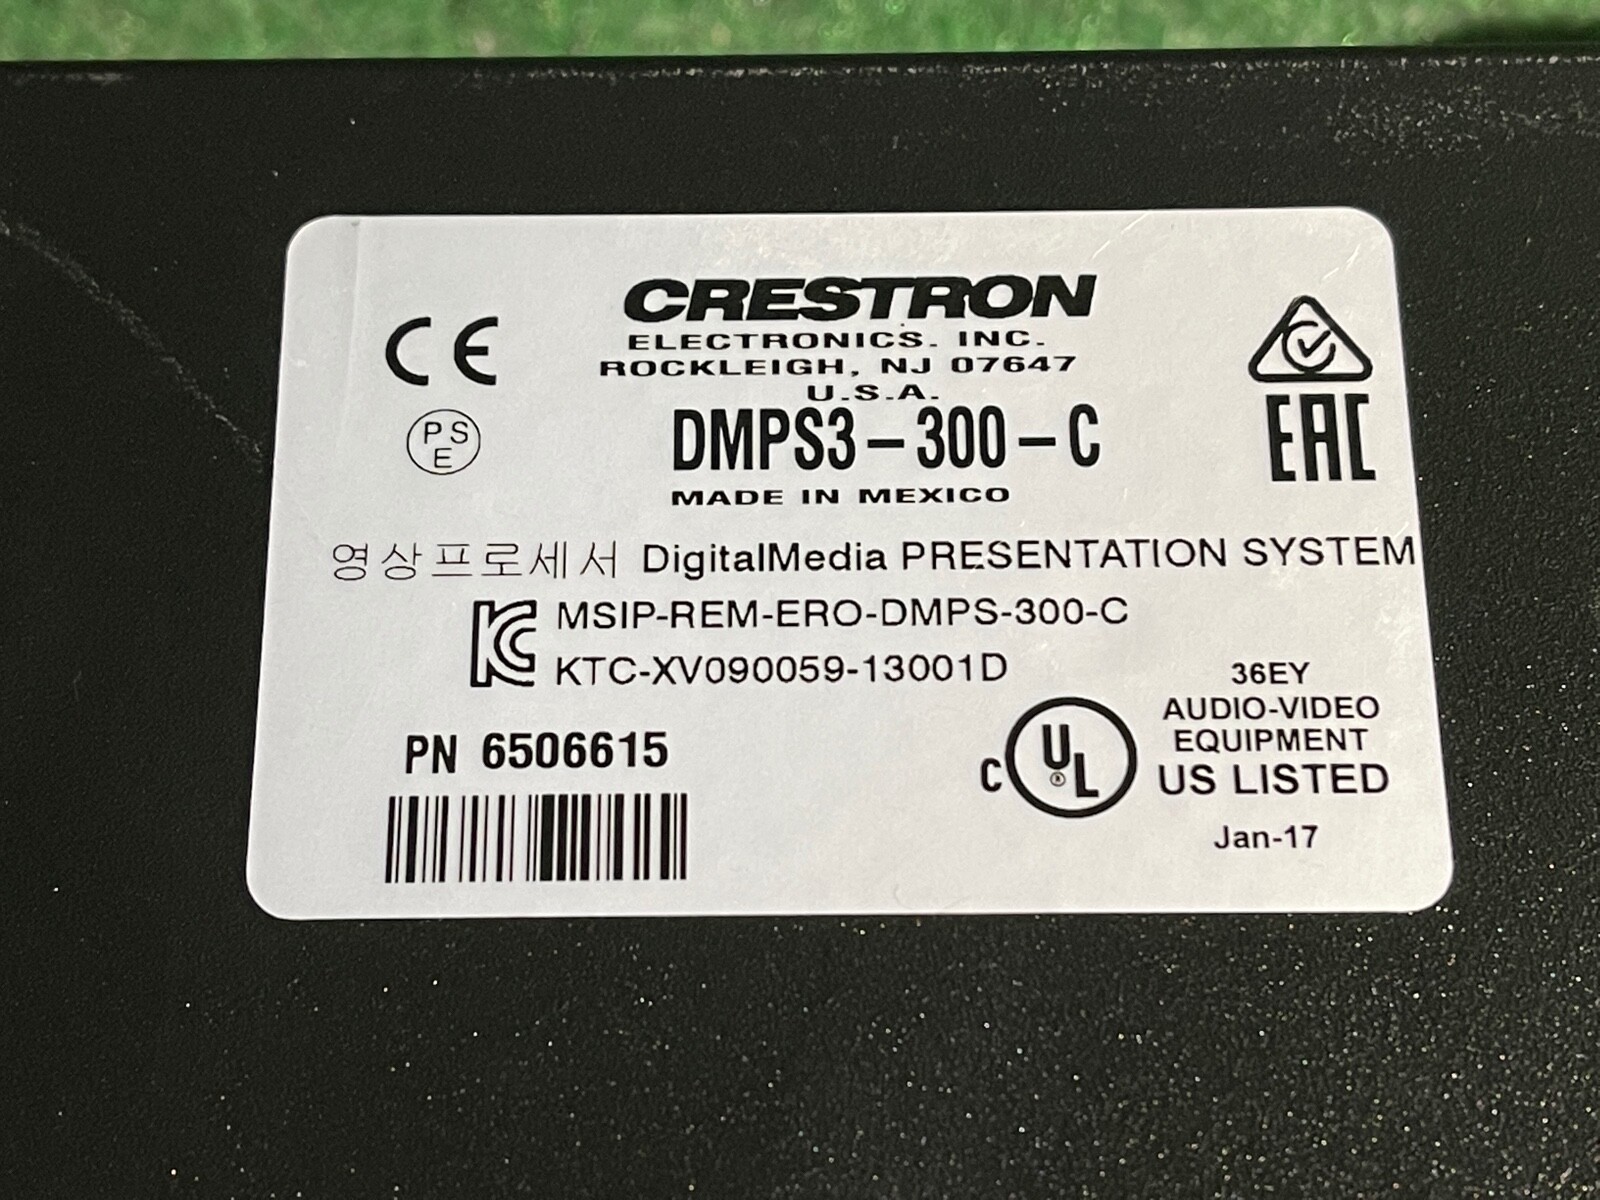 CE
CRESTRON
ELECTRONICS. INC.
ROCKLEIGH, NJ 07647
U.S.A.
PS
E
DMPS3-300-C
EAC
MADE IN MEXICO
영상프로세서 DigitalMedia PRESENTATION SYSTEM
KC MSIP-REM-ERO-DMPS-300-C
KTC-XV090059-13001D
PN 6506615
C UL ®
36EY
AUDIO-VIDEO
EQUIPMENT
US LISTED
Jan-17